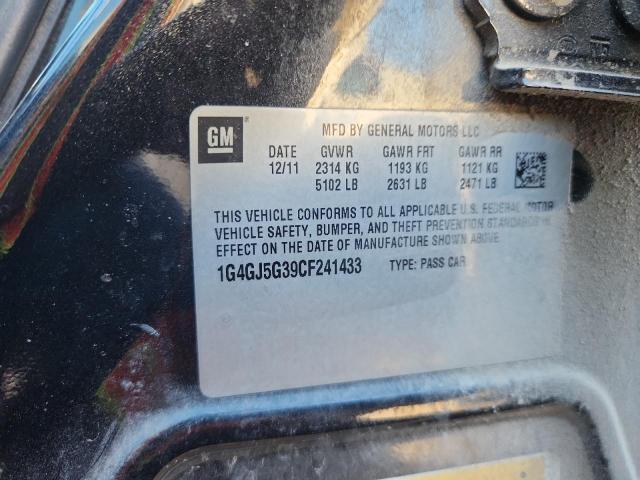 GM
MFD BY GENERAL MOTORS LLC
DATE GVWR GAWR FRT GAWR RR
12/11 2314 KG 1193 KG 1121 KG
5102 LB 2631 LB 2471 LB
THIS VEHICLE CONFORMS TO ALL APPLICABLE U.S. FEDERAL MOTOR
VEHICLE SAFETY, BUMPER, AND THEFT PREVENTION STANDARDS IN
EFFECT ON THE DATE OF MANUFACTURE SHOWN ABOVE.
1G4GJ5G39CF241433 TYPE: PASS CAR